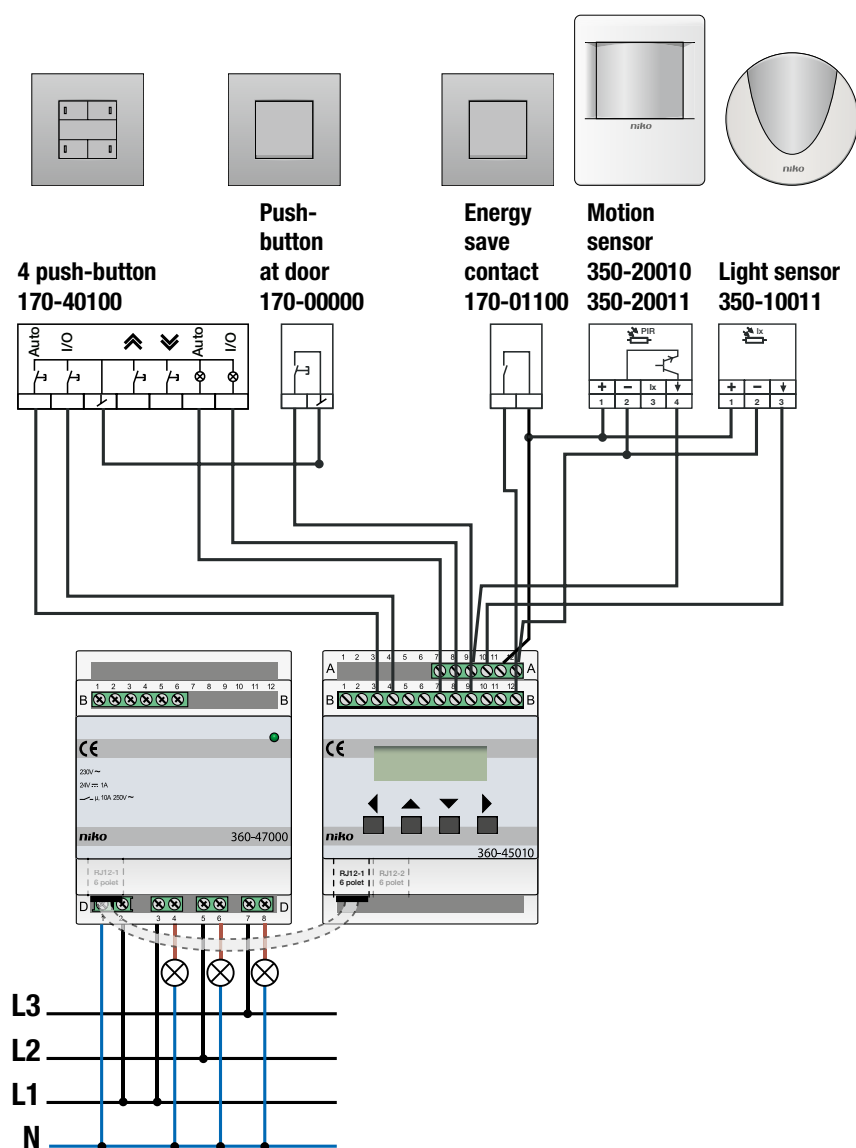 niko
niko
Push-
button
at door
170-00000
Energy
save
contact
170-01100
Motion
sensor
350-20010
350-20011
4 push-button
170-40100
Light sensor
350-10011
Auto
I/O
Auto
I/O
PIR
lx
+ − lx
1 2 3 4
+ −
1 2 3
1 2 3 4 5 6 7 8 9 10 11 12
A A
1 2 3 4 5 6 7 8 9 10 11 12
B B
1 2 3 4 5 6 7 8 9 10 11 12
B B
CE
230V ~
24V ⎓ 1A
µ, 10A 250V ~
niko
360-47000
CE
niko
360-45010
RJ12-1
6 polet
RJ12-1
6 polet
RJ12-2
6 polet
D D
1 2 3 4 5 6 7 8
L3
L2
L1
N